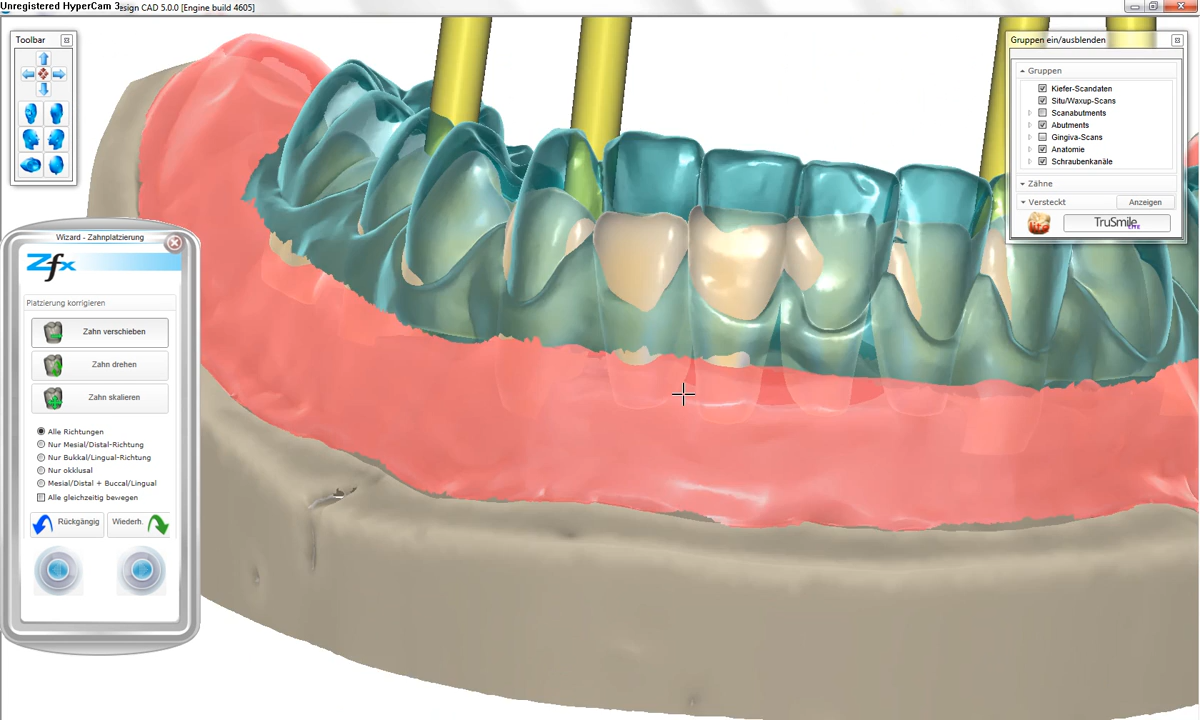 Unregistered HyperCam 3
esign CAD 5.0.0 [Engine build 4605]
Toolbar
Gruppen ein/ausblenden
Gruppen
Kiefer-Scandaten
Situ/Waxup-Scans
Scanabutments
Abutments
Gingiva-Scans
Anatomie
Schraubenkanäle
Zähne
Versteckt
Anzeigen
TruSmile
LITE
Wizard - Zahnplatzierung
Zfx
Platzierung korrigieren
Zahn verschieben
Zahn drehen
Zahn skalieren
Alle Richtungen
Nur Mesial/Distal-Richtung
Nur Bukkal/Lingual-Richtung
Nur okklusal
Mesial/Distal + Buccal/Lingual
Alle gleichzeitig bewegen
Rückgängig
Wiederh.